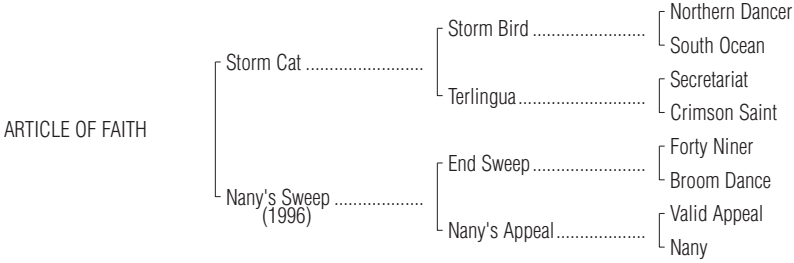 Northern Dancer
Storm Bird ........................
South Ocean
Storm Cat .........................
Secretariat
Terlingua...........................
Crimson Saint
ARTICLE OF FAITH
Forty Niner
End Sweep........................
Broom Dance
Nany's Sweep ...................
(1996)
Valid Appeal
Nany's Appeal...................
Nany